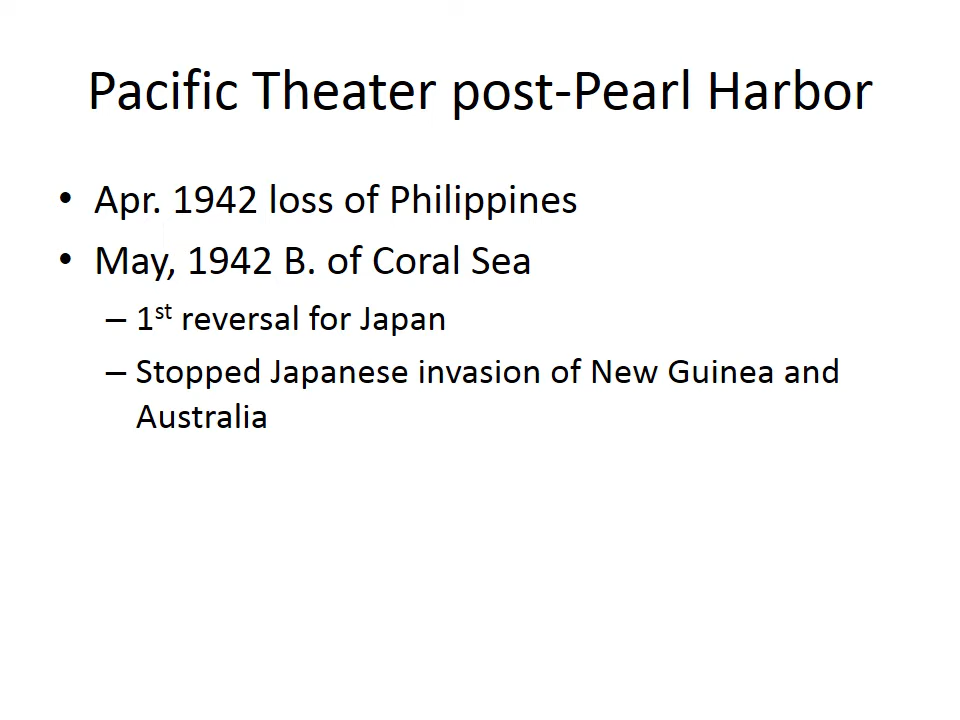 Pacific Theater post-Pearl Harbor
• Apr. 1942 loss of Philippines
• May, 1942 B. of Coral Sea
– 1st reversal for Japan
– Stopped Japanese invasion of New Guinea and
Australia